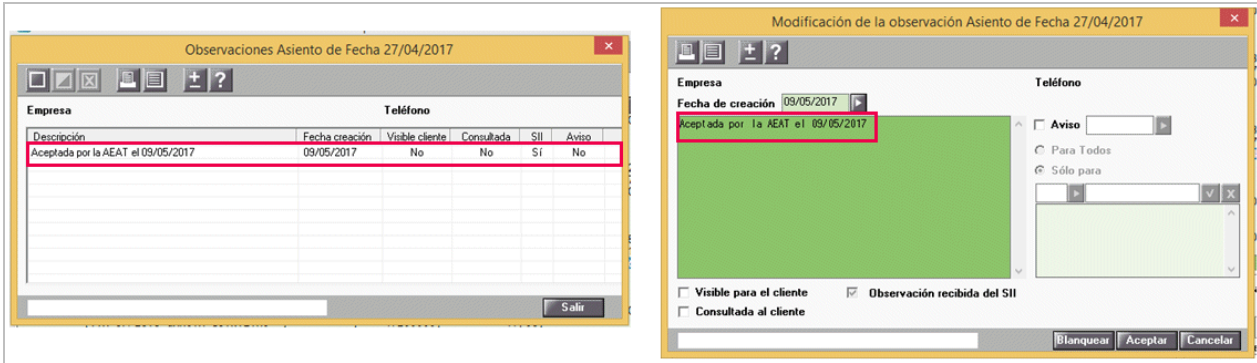 Observaciones Asiento de Fecha 27/04/2017
Empresa Teléfono
Descripción Fecha creación Visible cliente Consultada SII Aviso
Aceptada por la AEAT el 09/05/2017 09/05/2017 No No Sí No
Salir
Modificación de la observación Asiento de Fecha 27/04/2017
Empresa Teléfono
Fecha de creación 09/05/2017
Aceptada por la AEAT el 09/05/2017
Aviso
Para Todos
Sólo para
Visible para el cliente Observación recibida del SII
Consultada al cliente
Blanquear Aceptar Cancelar